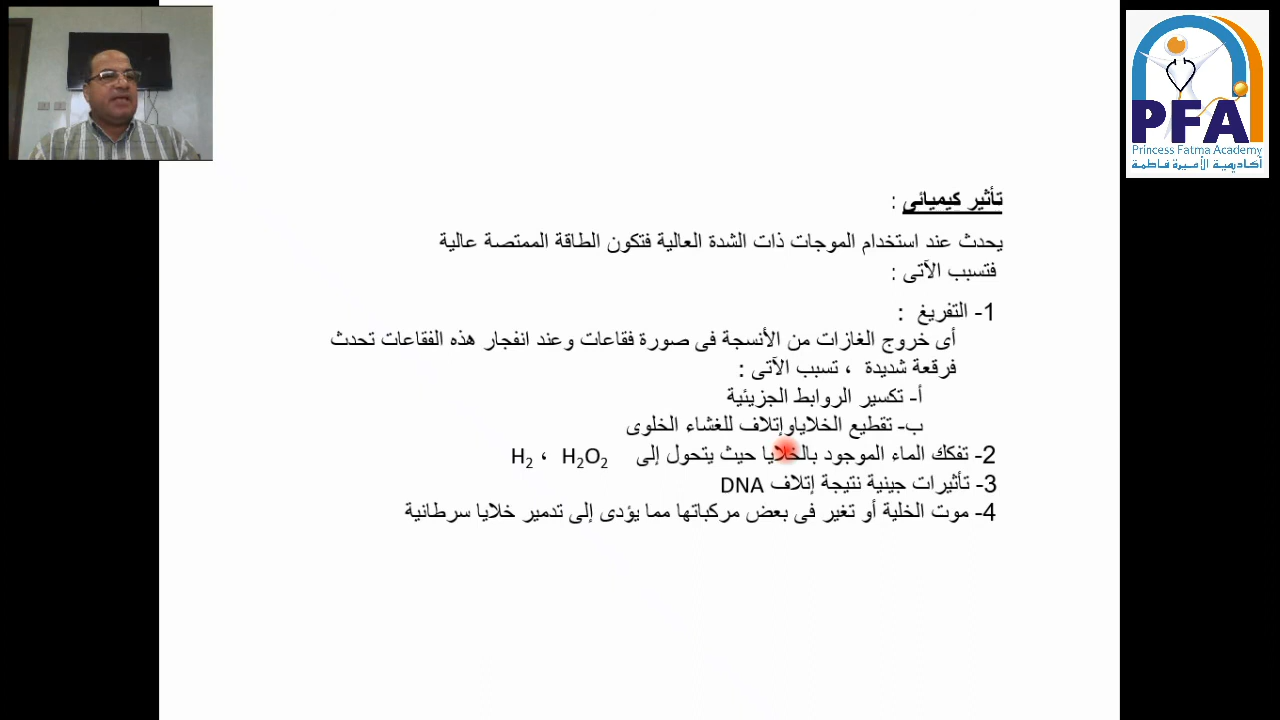 PFA
Princess Fatma Academy
أكاديمية الأميرة فاطمة
تأثير كيميائى :
يحدث عند استخدام الموجات ذات الشدة العالية فتكون الطاقة الممتصة عالية
فتسبب الآتى :
1- التفريغ :
أى خروج الغازات من الأنسجة فى صورة فقاعات وعند انفجار هذه الفقاعات تحدث
فرقعة شديدة ، تسبب الآتى :
أ- تكسير الروابط الجزيئية
ب- تقطيع الخلاياوإتلاف للغشاء الخلوى
2- تفكك الماء الموجود بالخلايا حيث يتحول إلى H₂O₂ ، H₂
3- تأثيرات جينية نتيجة إتلاف DNA
4- موت الخلية أو تغير فى بعض مركباتها مما يؤدى إلى تدمير خلايا سرطانية